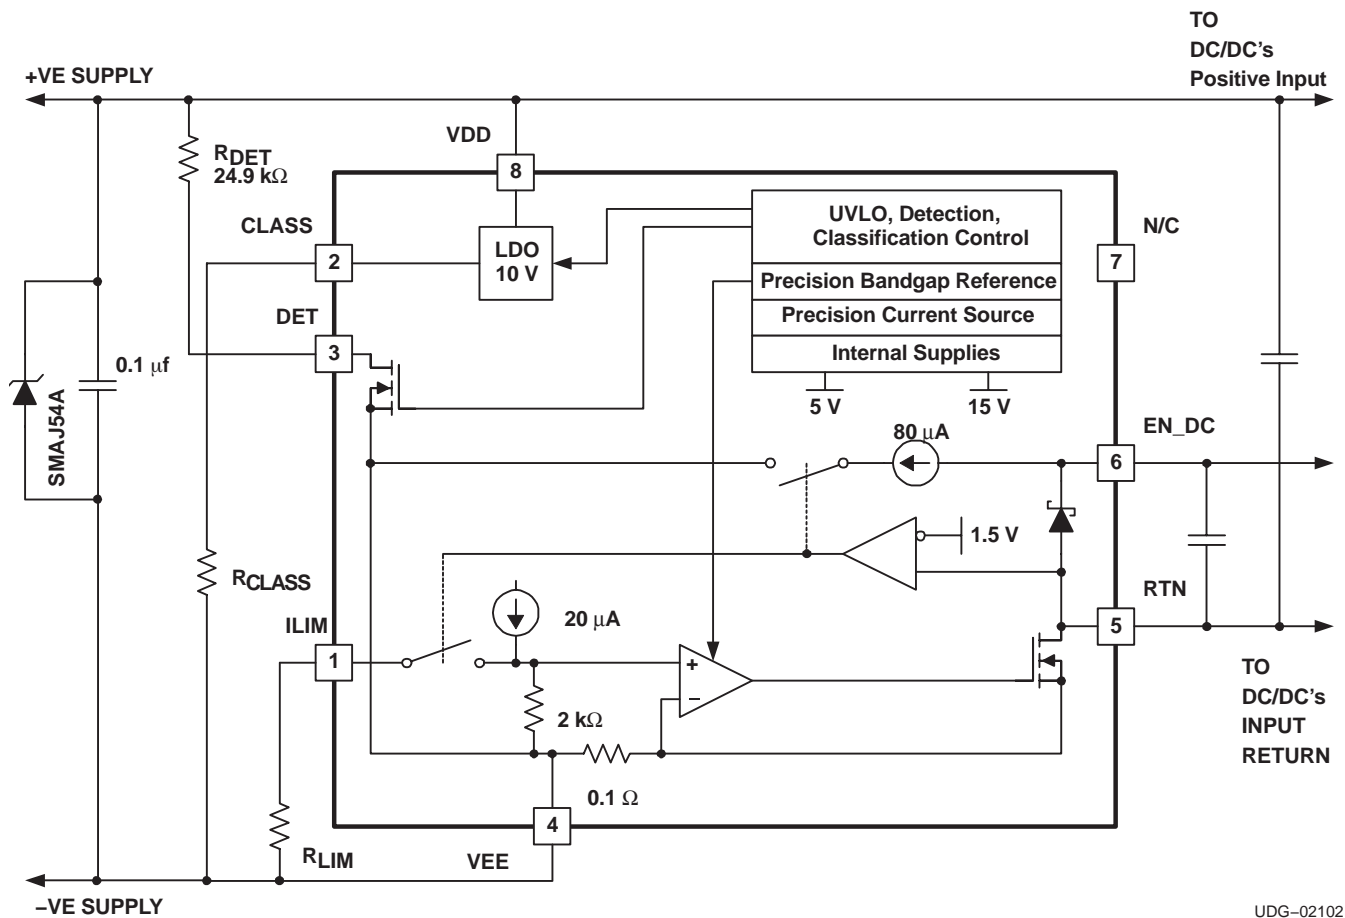 TO
DC/DC's
Positive Input
+VE SUPPLY
VDD
8
RDET
24.9 kΩ
CLASS
2
LDO
10 V
UVLO, Detection,
Classification Control
Precision Bandgap Reference
Precision Current Source
Internal Supplies
N/C
7
DET
3
0.1 μf
SMAJ54A
5 V
15 V
80 μA
EN_DC
6
1.5 V
RCLASS
RTN
5
ILIM
1
20 μA
+
−
2 kΩ
0.1 Ω
TO
DC/DC's
INPUT
RETURN
4
VEE
RLIM
−VE SUPPLY
UDG−02102